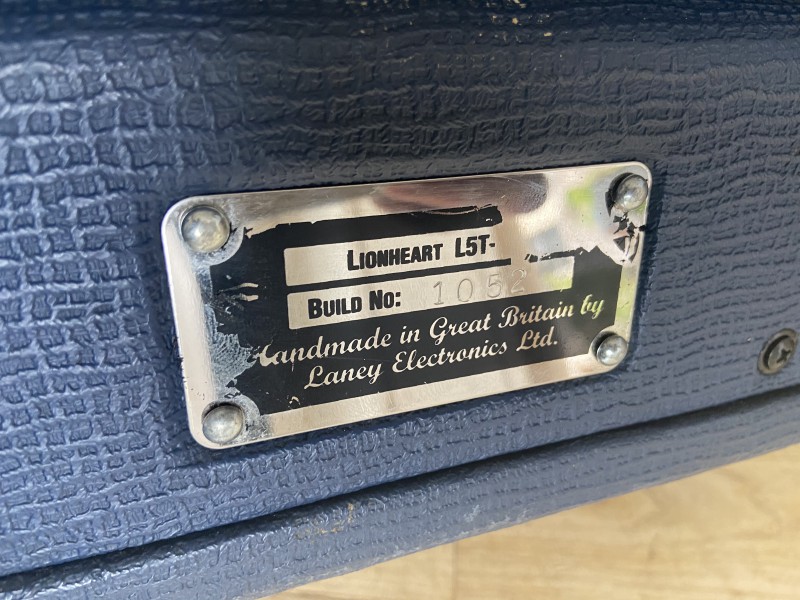 LIONHEART L5T-
BUILD NO: 1052
Handmade in Great Britain by
Laney Electronics Ltd.